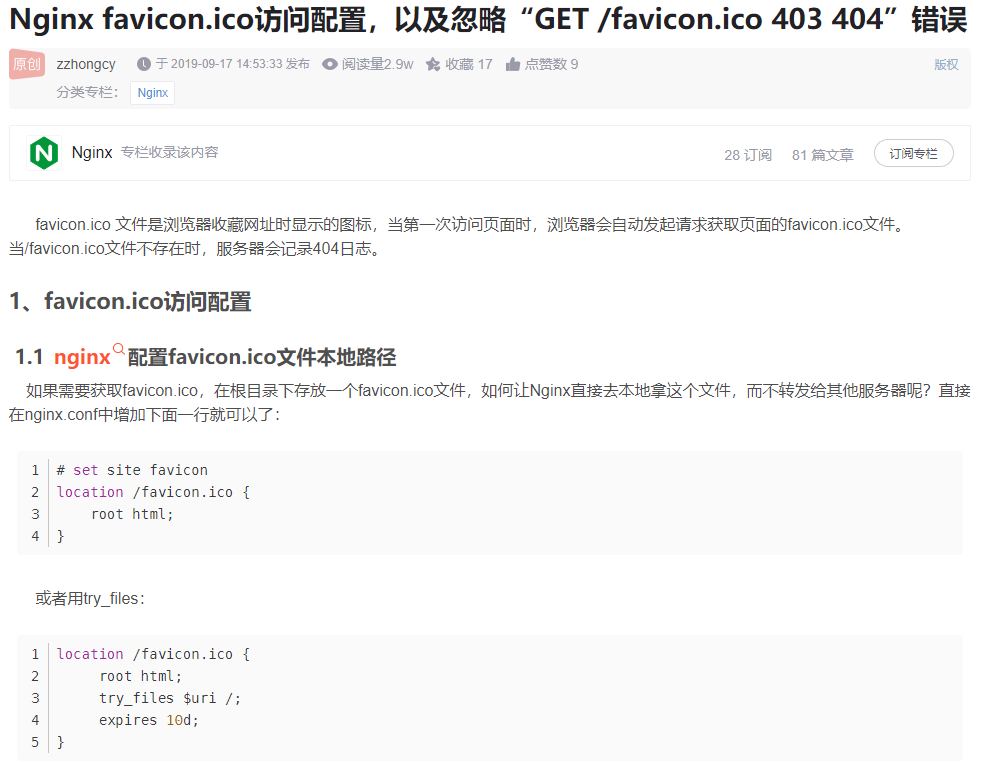 Nginx favicon.ico访问配置，以及忽略“GET /favicon.ico 403 404”错误
原创 zzhongcy 于 2019-09-17 14:53:33 发布 阅读量2.9w 收藏 17 点赞数 9 版权
分类专栏： Nginx
Nginx 专栏收录该内容 28 订阅 81 篇文章 订阅专栏
favicon.ico 文件是浏览器收藏网址时显示的图标，当第一次访问页面时，浏览器会自动发起请求获取页面的favicon.ico文件。
当/favicon.ico文件不存在时，服务器会记录404日志。
1、favicon.ico访问配置
1.1 nginx配置favicon.ico文件本地路径
如果需要获取favicon.ico，在根目录下存放一个favicon.ico文件，如何让Nginx直接去本地拿这个文件，而不转发给其他服务器呢？直接
在nginx.conf中增加下面一行就可以了：
1 # set site favicon
2 location /favicon.ico {
3 root html;
4 }
或者用try_files：
1 location /favicon.ico {
2 root html;
3 try_files $uri /;
4 expires 10d;
5 }